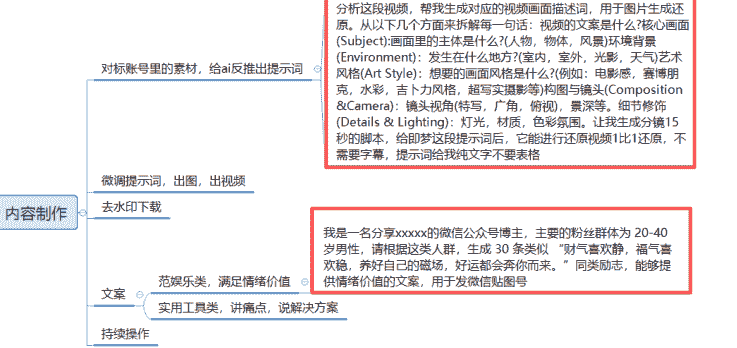 分析这段视频，帮我生成对应的视频画面描述词，用于图片生成还
原。从以下几个方面来拆解每一句话：视频的文案是什么?核心画面
(Subject):画面里的主体是什么?(人物，物体，风景)环境背景
(Environment)：发生在什么地方?(室内，室外，光影，天气)艺术
风格(Art Style)：想要的画面风格是什么?(例如：电影感，赛博朋
克，水彩，吉卜力风格，超写实摄影等)构图与镜头(Composition
&Camera)：镜头视角(特写，广角，俯视)，景深等。细节修饰
(Details & Lighting)：灯光，材质，色彩氛围。让我生成分镜15
秒的脚本，给即梦这段提示词后，它能进行还原视频1比1还原，不
需要字幕，提示词给我纯文字不要表格
对标账号里的素材，给ai反推出提示词
微调提示词，出图，出视频
去水印下载
内容制作
我是一名分享xxxxx的微信公众号博主，主要的粉丝群体为 20-40
岁男性，请根据这类人群，生成 30 条类似 “财气喜欢静，福气喜
欢稳，养好自己的磁场，好运都会奔你而来。”同类励志，能够提
供情绪价值的文案，用于发微信贴图号
范娱乐类，满足情绪价值
文案
实用工具类，讲痛点，说解决方案
持续操作